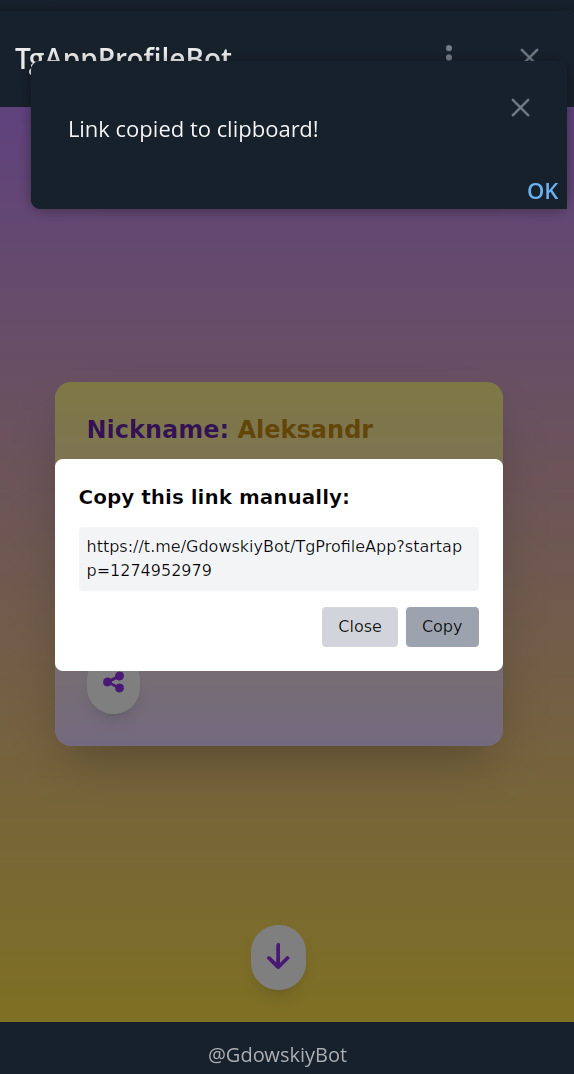 TgAppProfileBot
Link copied to clipboard!
OK
Nickname: Aleksandr
Copy this link manually:
https://t.me/GdowskiyBot/TgProfileApp?startap
p=1274952979
Close
Copy
@GdowskiyBot